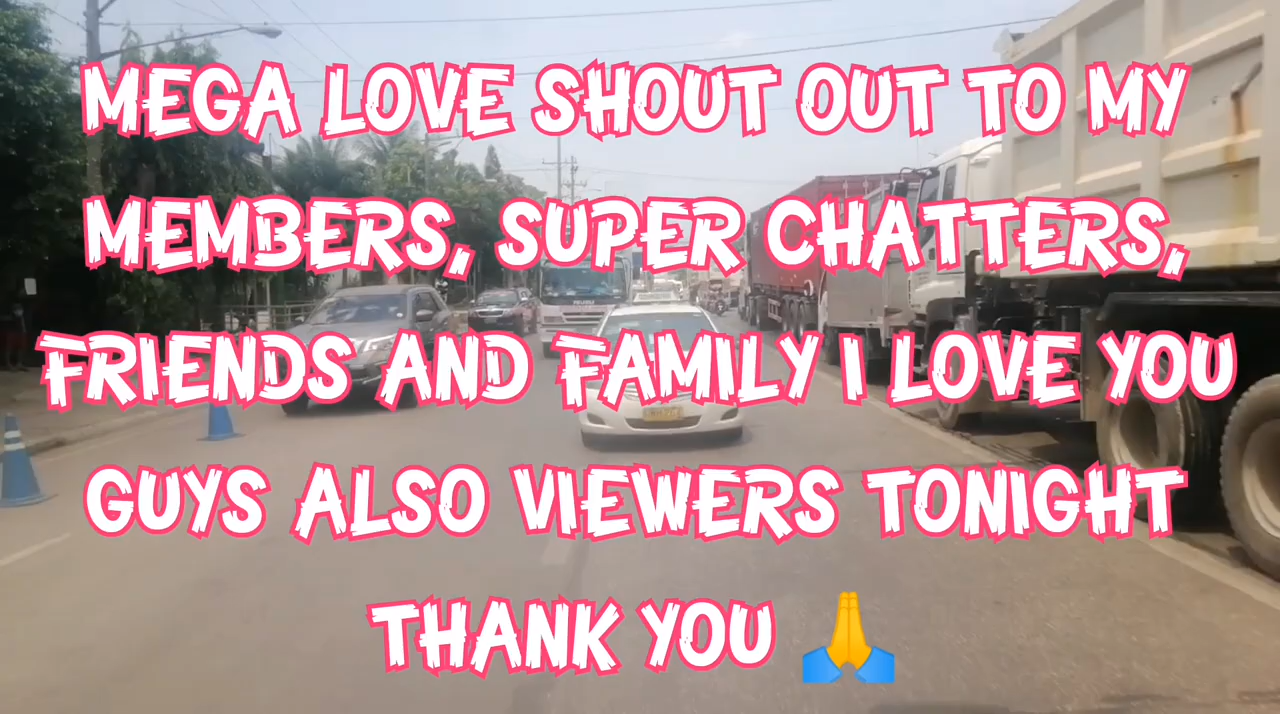 MEGA LOVE SHOUT OUT TO MY
MEMBERS, SUPER CHATTERS,
FRIENDS AND FAMILY I LOVE YOU
GUYS ALSO VIEWERS TONIGHT
THANK YOU 🙏
ISUZU